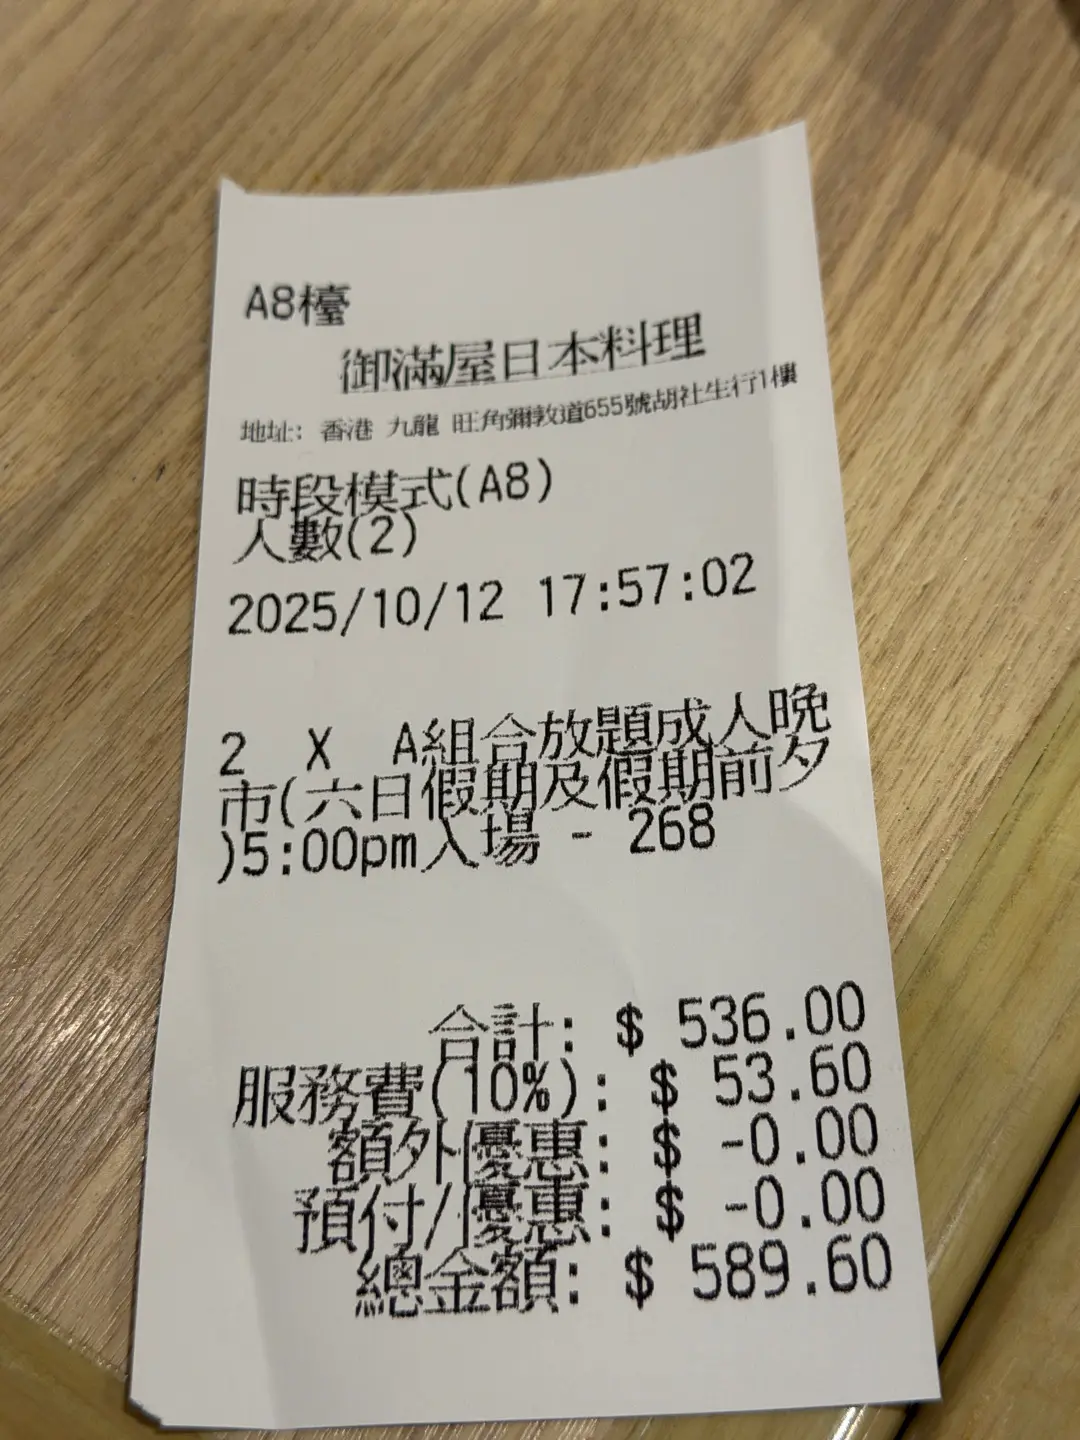 A8檯
御滿屋日本料理
地址: 香港 九龍 旺角彌敦道655號胡社生行1樓
時段模式(A8)
人數(2)
2025/10/12 17:57:02
2 X A組合放題成人晚
市(六日假期及假期前夕
)5:00pm入場 - 268
合計: $ 536.00
服務費(10%): $ 53.60
額外優惠: $ -0.00
預付/優惠: $ -0.00
總金額: $ 589.60